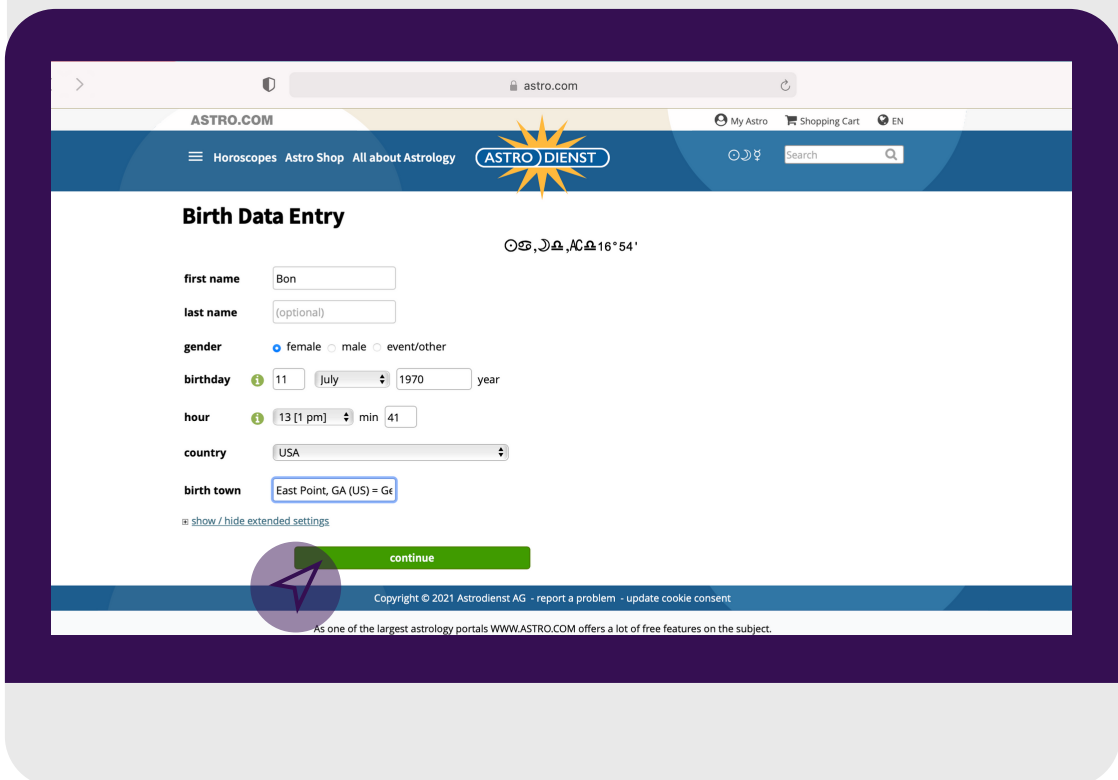 astro.com
ASTRO.COM
My Astro Shopping Cart EN
Horoscopes Astro Shop All about Astrology ASTRO DIENST ☉☽☿ Search
Birth Data Entry
☉♋,☽♎,AC♎16°54'
first name Bon
last name (optional)
gender female male event/other
birthday 11 July 1970 year
hour 13 [1 pm] min 41
country USA
birth town East Point, GA (US) = Ge
show / hide extended settings
continue
Copyright © 2021 Astrodienst AG - report a problem - update cookie consent
As one of the largest astrology portals WWW.ASTRO.COM offers a lot of free features on the subject.